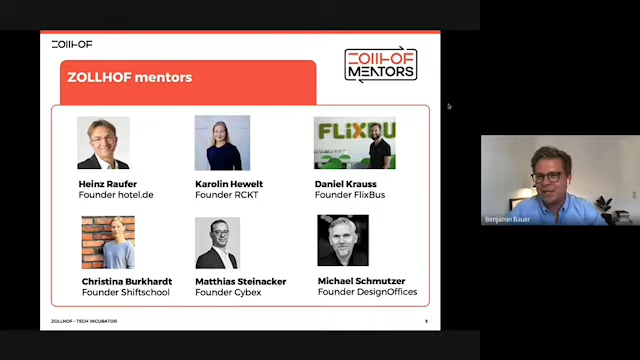 ZOLLHOF
ZOLLHOF mentors
ZOLLHOF
MENTORS
FLiXBU
Heinz Raufer
Founder hotel.de
Karolin Hewelt
Founder RCKT
Daniel Krauss
Founder FlixBus
Christina Burkhardt
Founder Shiftschool
Matthias Steinacker
Founder Cybex
Michael Schmutzer
Founder DesignOffices
ZOLLHOF - TECH INCUBATOR
Benjamin Bauer